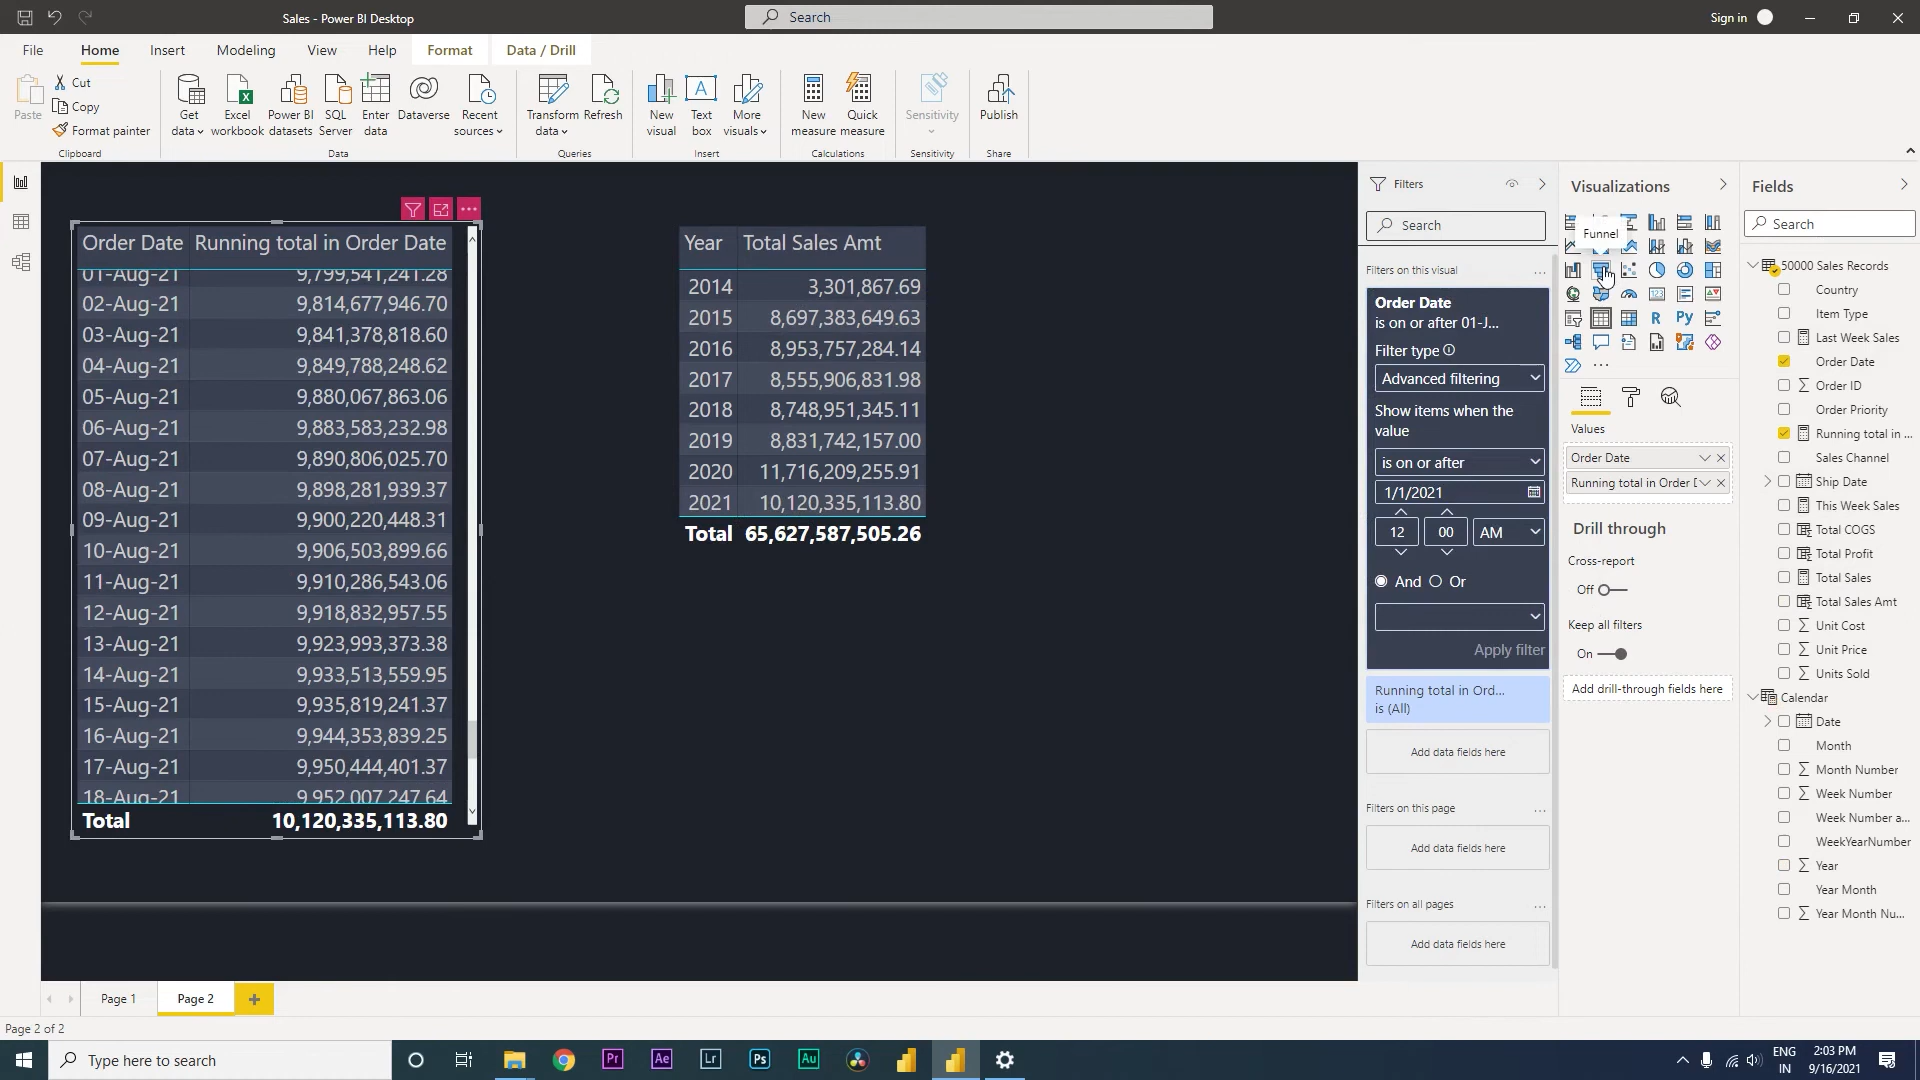 Sales - Power BI Desktop
Search
Sign in
File
Home
Insert
Modeling
View
Help
Format
Data / Drill
Paste
Cut
Copy
Format painter
Clipboard
Get data
Excel workbook
Power BI datasets
SQL Server
Enter data
Dataverse
Recent sources
Data
Transform data
Refresh
Queries
New visual
Text box
More visuals
Insert
New measure
Quick measure
Calculations
Sensitivity
Sensitivity
Publish
Share
Order Date Running total in Order Date
01-Aug-21 9,799,541,241.28
02-Aug-21 9,814,677,946.70
03-Aug-21 9,841,378,818.60
04-Aug-21 9,849,788,248.62
05-Aug-21 9,880,067,863.06
06-Aug-21 9,883,583,232.98
07-Aug-21 9,890,806,025.70
08-Aug-21 9,898,281,939.37
09-Aug-21 9,900,220,448.31
10-Aug-21 9,906,503,899.66
11-Aug-21 9,910,286,543.06
12-Aug-21 9,918,832,957.55
13-Aug-21 9,923,993,373.38
14-Aug-21 9,933,513,559.95
15-Aug-21 9,935,819,241.37
16-Aug-21 9,944,353,839.25
17-Aug-21 9,950,444,401.37
18-Aug-21 9,952,007,247.64
Total 10,120,335,113.80
Year Total Sales Amt
2014 3,301,867.69
2015 8,697,383,649.63
2016 8,953,757,284.14
2017 8,555,906,831.98
2018 8,748,951,345.11
2019 8,831,742,157.00
2020 11,716,209,255.91
2021 10,120,335,113.80
Total 65,627,587,505.26
Filters
Search
Filters on this visual ...
Order Date
is on or after 01-J...
Filter type
Advanced filtering
Show items when the
value
is on or after
1/1/2021
12 00 AM
And Or
Apply filter
Running total in Ord...
is (All)
Add data fields here
Filters on this page ...
Add data fields here
Filters on all pages ...
Add data fields here
Visualizations
Funnel
R Py
...
Values
Order Date
Running total in Order D
Drill through
Cross-report
Off
Keep all filters
On
Add drill-through fields here
Fields
Search
50000 Sales Records
Country
Item Type
Last Week Sales
Order Date
Order ID
Order Priority
Running total in ...
Sales Channel
Ship Date
This Week Sales
Total COGS
Total Profit
Total Sales
Total Sales Amt
Unit Cost
Unit Price
Units Sold
Calendar
Date
Month
Month Number
Week Number
Week Number a...
WeekYearNumber
Year
Year Month
Year Month Nu...
Page 1
Page 2
Page 2 of 2
Type here to search
Pr
Ae
Lr
Ps
Au
ENG
IN
2:03 PM
9/16/2021